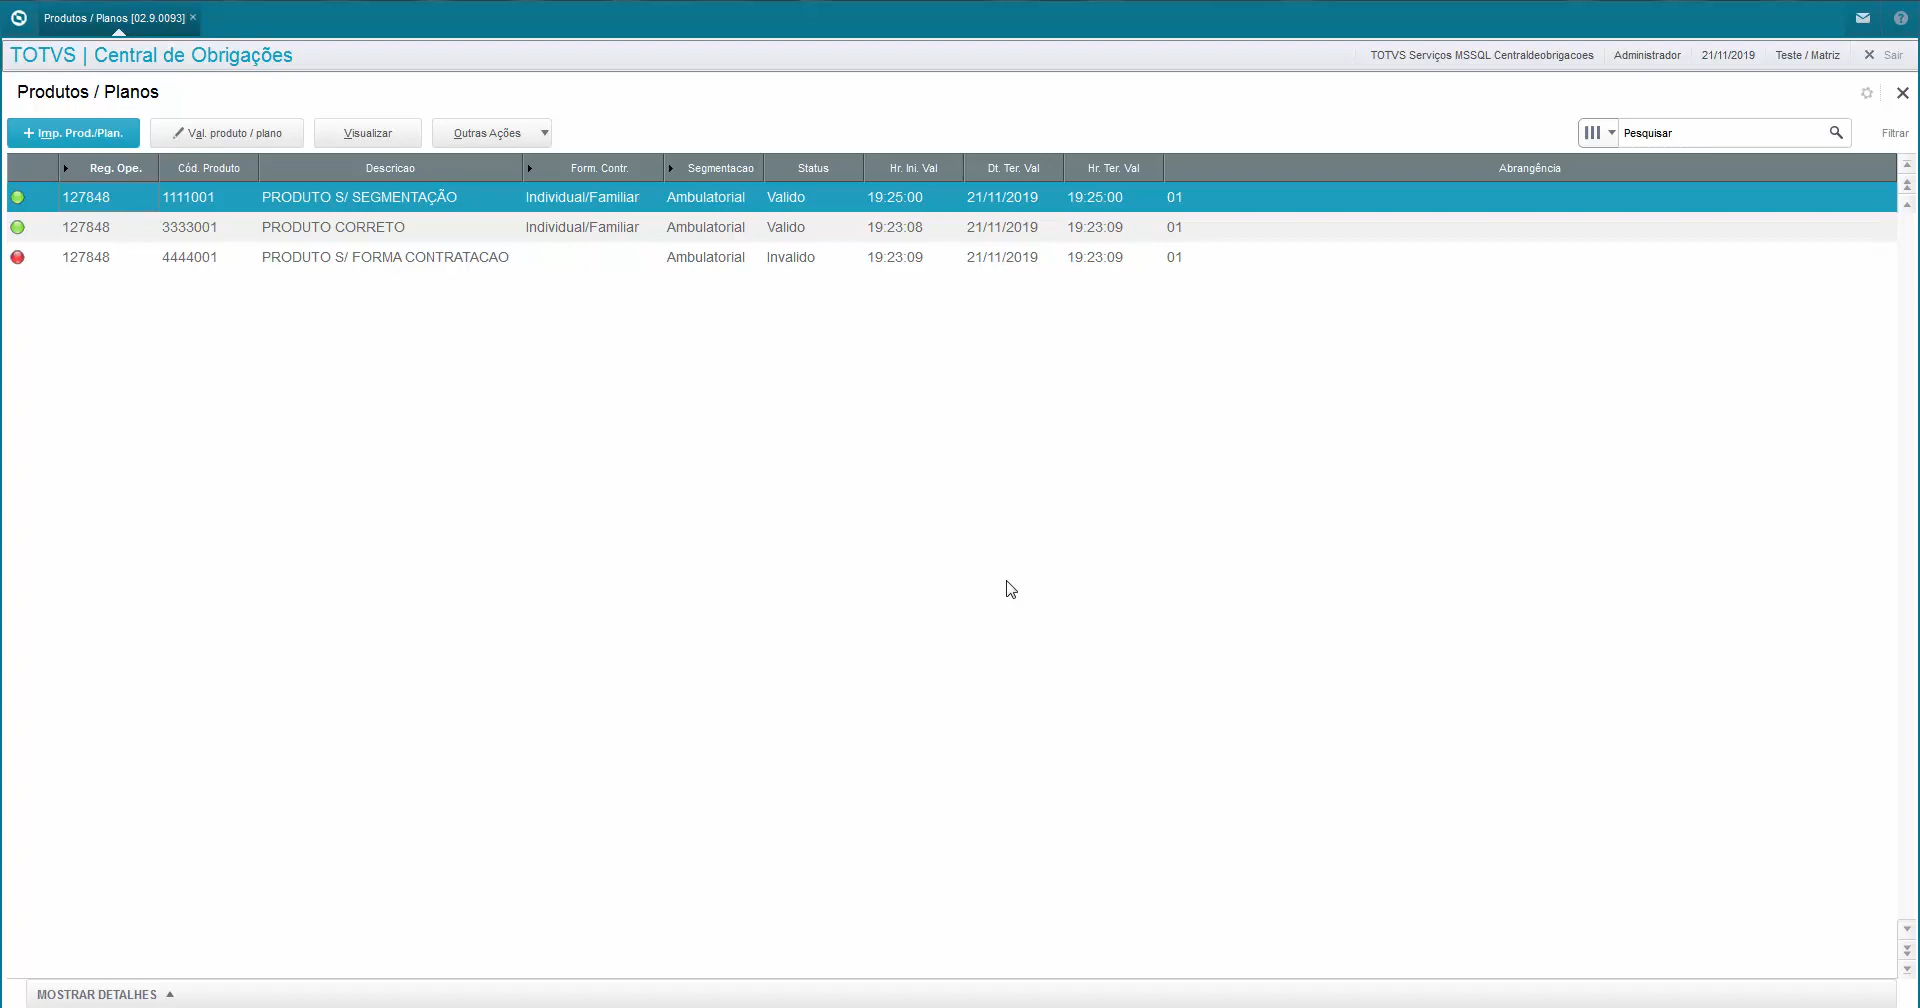 Produtos / Planos [02.9.0093] ×
TOTVS | Central de Obrigações
TOTVS Serviços MSSQL Centraldeobrigacoes Administrador 21/11/2019 Teste / Matriz Sair
Produtos / Planos
+ Imp. Prod./Plan. Val. produto / plano Visualizar Outras Ações Pesquisar Filtrar
Reg. Ope. Cód. Produto Descricao Form. Contr. Segmentacao Status Hr. Ini. Val Dt. Ter. Val Hr. Ter. Val Abrangência
127848 1111001 PRODUTO S/ SEGMENTAÇÃO Individual/Familiar Ambulatorial Valido 19:25:00 21/11/2019 19:25:00 01
127848 3333001 PRODUTO CORRETO Individual/Familiar Ambulatorial Valido 19:23:08 21/11/2019 19:23:09 01
127848 4444001 PRODUTO S/ FORMA CONTRATACAO Ambulatorial Invalido 19:23:09 21/11/2019 19:23:09 01
MOSTRAR DETALHES